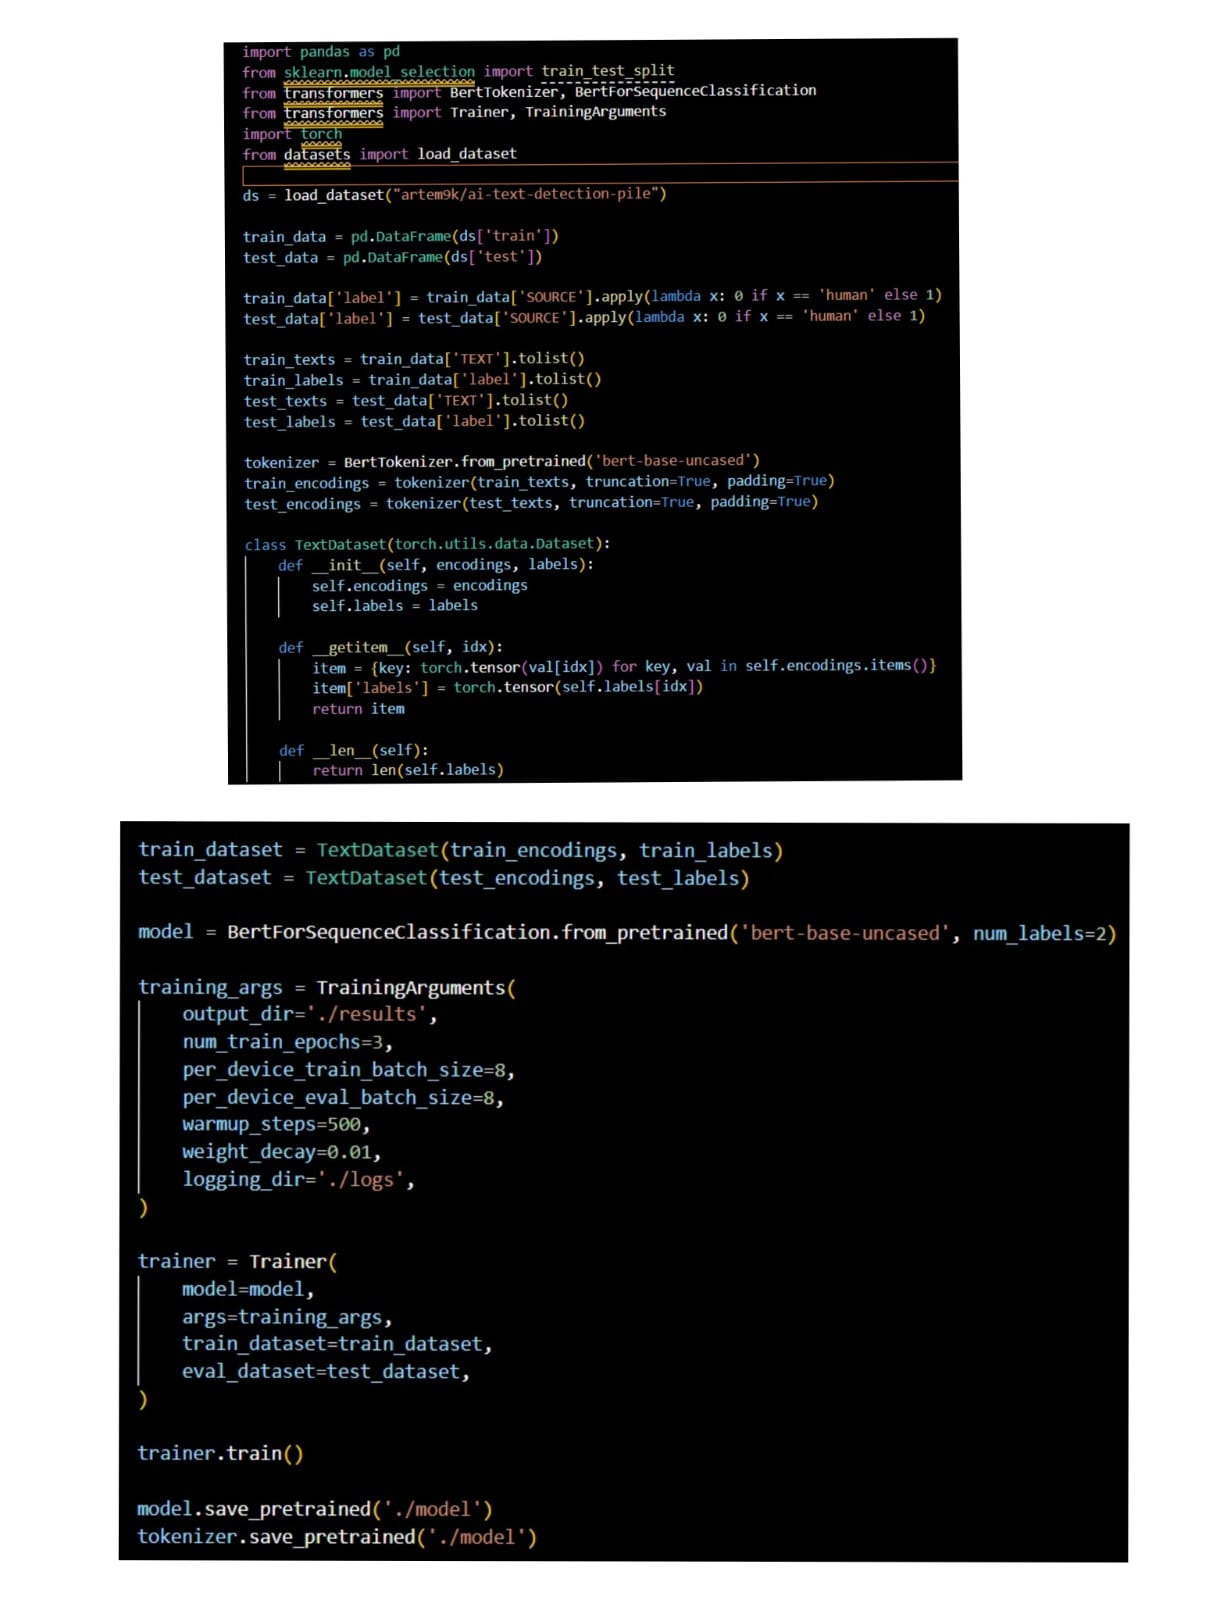 import pandas as pd
from sklearn.model_selection import train_test_split
from transformers import BertTokenizer, BertForSequenceClassification
from transformers import Trainer, TrainingArguments
import torch
from datasets import load_dataset
ds = load_dataset("artem9k/ai-text-detection-pile")
train_data = pd.DataFrame(ds['train'])
test_data = pd.DataFrame(ds['test'])
train_data['label'] = train_data['SOURCE'].apply(lambda x: 0 if x == 'human' else 1)
test_data['label'] = test_data['SOURCE'].apply(lambda x: 0 if x == 'human' else 1)
train_texts = train_data['TEXT'].tolist()
train_labels = train_data['label'].tolist()
test_texts = test_data['TEXT'].tolist()
test_labels = test_data['label'].tolist()
tokenizer = BertTokenizer.from_pretrained('bert-base-uncased')
train_encodings = tokenizer(train_texts, truncation=True, padding=True)
test_encodings = tokenizer(test_texts, truncation=True, padding=True)
class TextDataset(torch.utils.data.Dataset):
    def __init__(self, encodings, labels):
        self.encodings = encodings
        self.labels = labels
    def __getitem__(self, idx):
        item = {key: torch.tensor(val[idx]) for key, val in self.encodings.items()}
        item['labels'] = torch.tensor(self.labels[idx])
        return item
    def __len__(self):
        return len(self.labels)
train_dataset = TextDataset(train_encodings, train_labels)
test_dataset = TextDataset(test_encodings, test_labels)
model = BertForSequenceClassification.from_pretrained('bert-base-uncased', num_labels=2)
training_args = TrainingArguments(
    output_dir='./results',
    num_train_epochs=3,
    per_device_train_batch_size=8,
    per_device_eval_batch_size=8,
    warmup_steps=500,
    weight_decay=0.01,
    logging_dir='./logs',
)
trainer = Trainer(
    model=model,
    args=training_args,
    train_dataset=train_dataset,
    eval_dataset=test_dataset,
)
trainer.train()
model.save_pretrained('./model')
tokenizer.save_pretrained('./model')